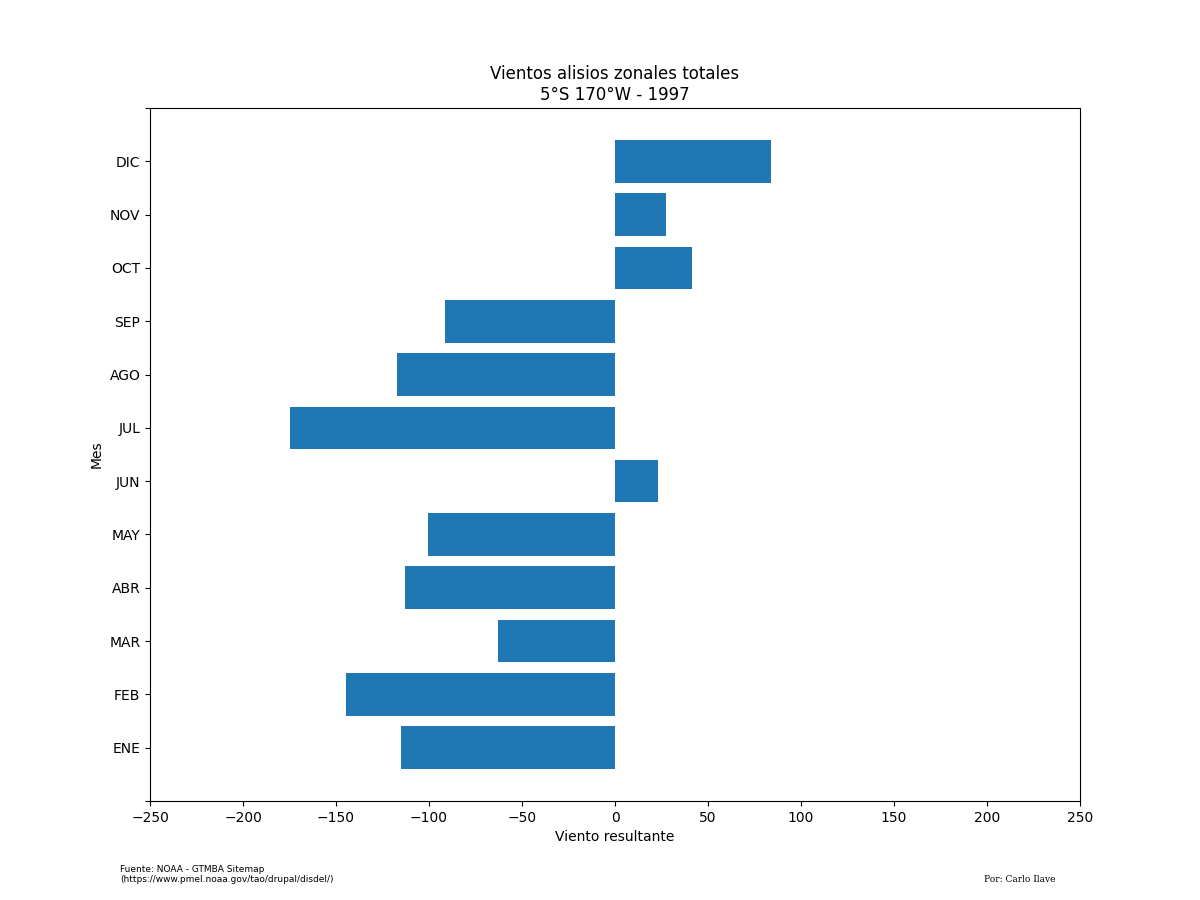 Vientos alisios zonales totales
5°S 170°W - 1997
DIC
NOV
OCT
SEP
AGO
JUL
JUN
MAY
ABR
MAR
FEB
ENE
Mes
−250 −200 −150 −100 −50 0 50 100 150 200 250
Viento resultante
Fuente: NOAA - GTMBA Sitemap
(https://www.pmel.noaa.gov/tao/drupal/disdel/)
Por: Carlo Ilave